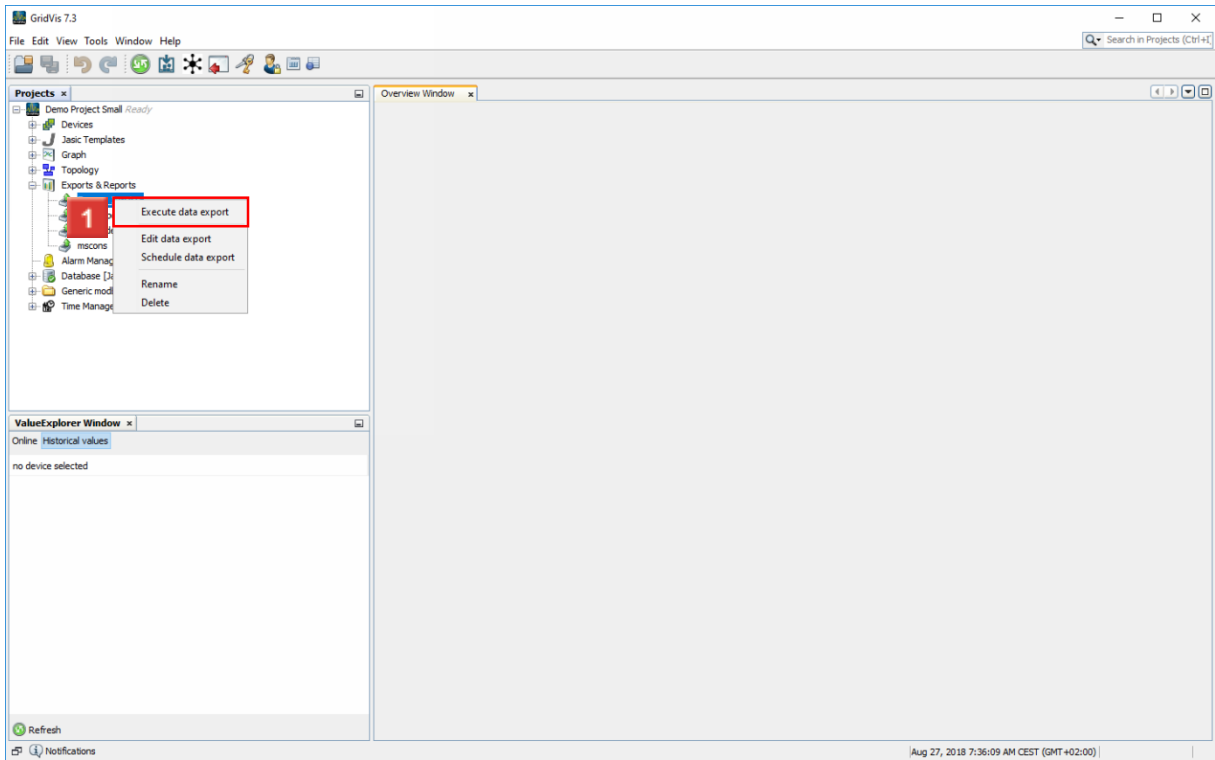 GridVis 7.3
File Edit View Tools Window Help
Search in Projects (Ctrl+I
Projects
Overview Window
Demo Project Small Ready
Devices
Jasic Templates
Graph
Topology
Exports & Reports
1
Execute data export
Edit data export
mscons
Schedule data export
Alarm Manag
Database [Ja
Rename
Generic modl
Delete
Time Manage
ValueExplorer Window
Online Historical values
no device selected
Refresh
Notifications
Aug 27, 2018 7:36:09 AM CEST (GMT+02:00)